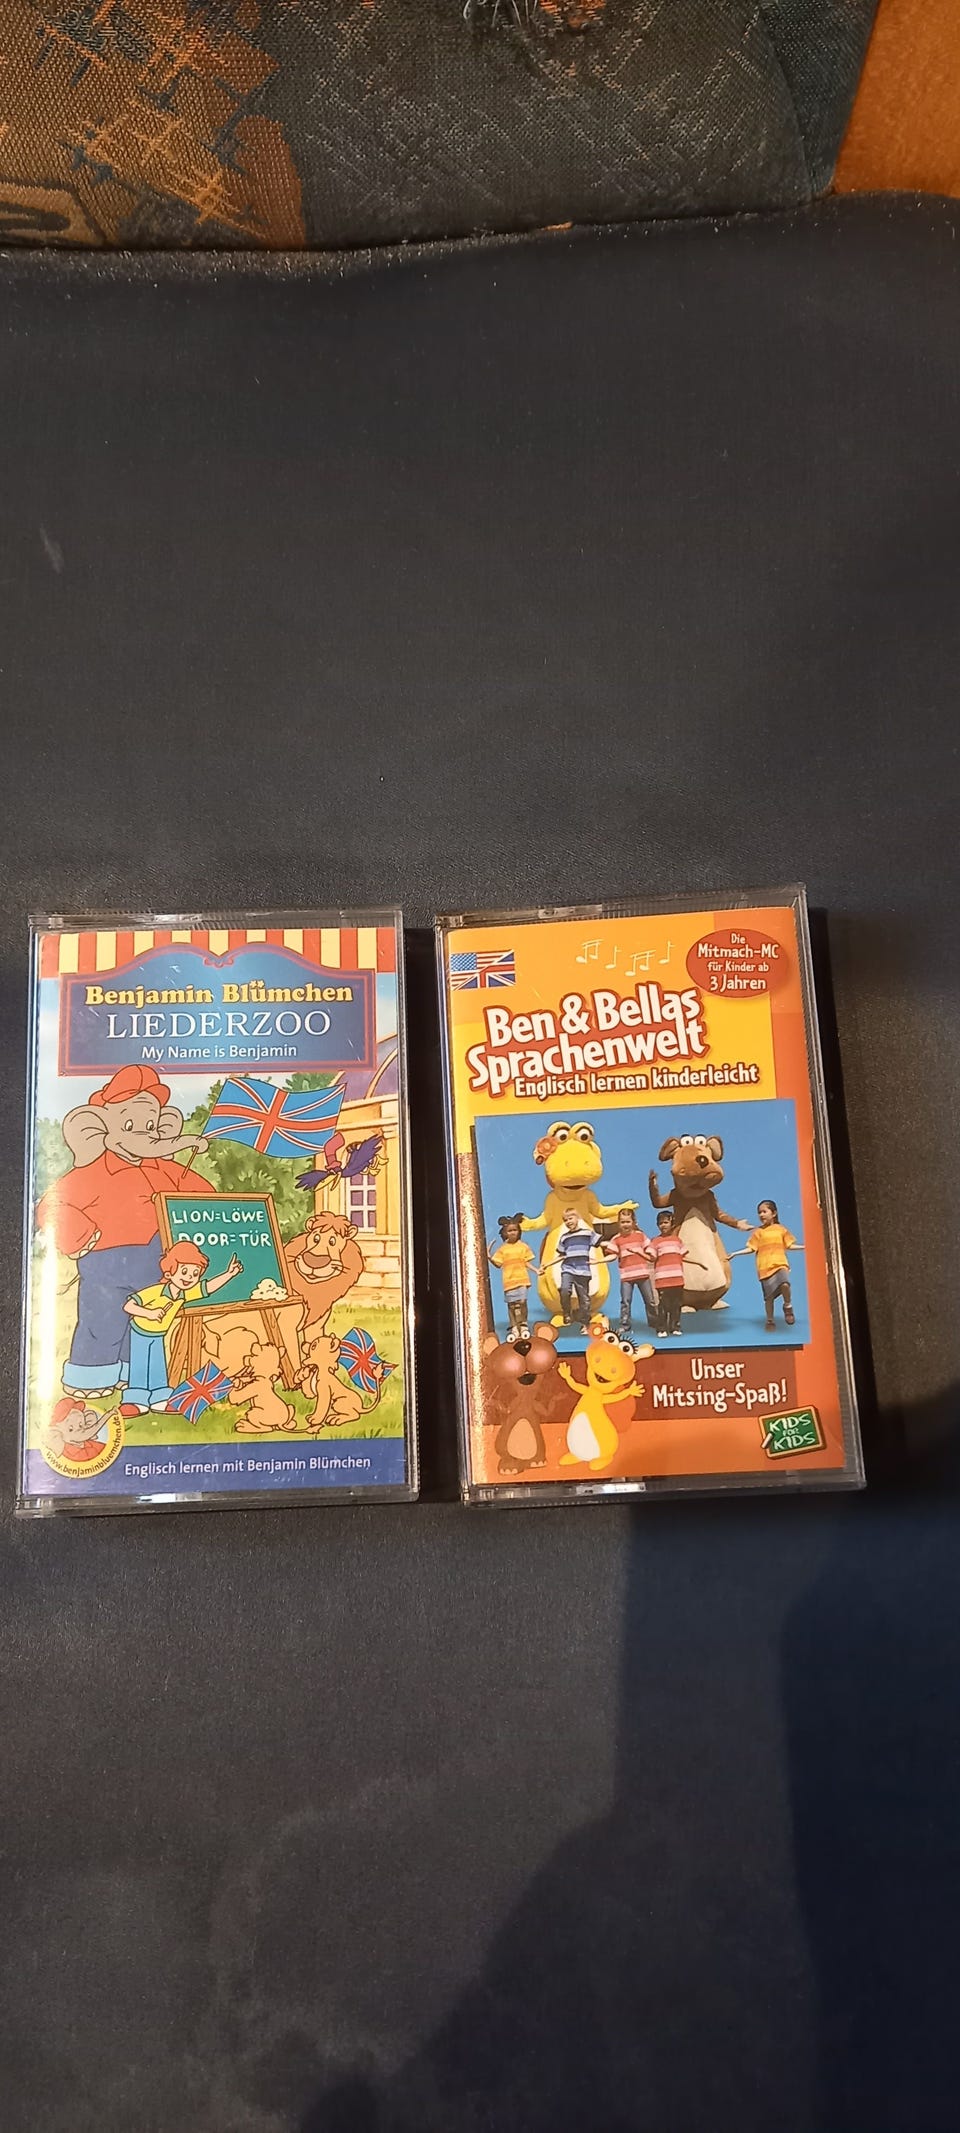 Benjamin Blümchen
LIEDERZOO
My Name is Benjamin
LION=LÖWE
DOOR=TÜR
www.benjaminbluemchen.de
Englisch lernen mit Benjamin Blümchen
Die
Mitmach-MC
für Kinder ab
3 Jahren
Ben & Bellas
Sprachenwelt
Englisch lernen kinderleicht
Unser
Mitsing-Spaß!
KIDS
FOR
KIDS